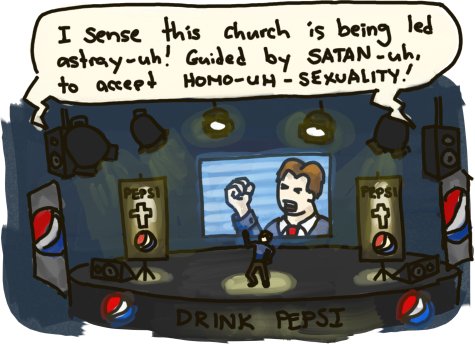 I sense this church is being led
astray-uh! Guided by SATAN-uh,
to accept HOMO-UH-SEXUALITY!
PEPSI
PEPSI
DRINK PEPSI